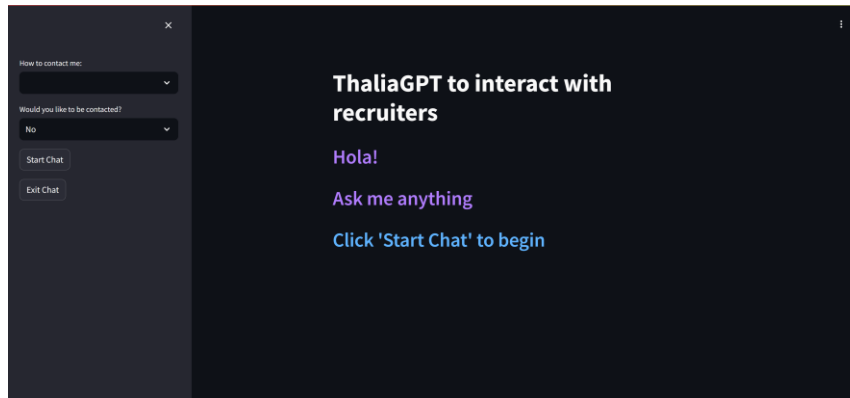 How to contact me:
Would you like to be contacted?
No
Start Chat
Exit Chat
ThaliaGPT to interact with
recruiters
Hola!
Ask me anything
Click 'Start Chat' to begin